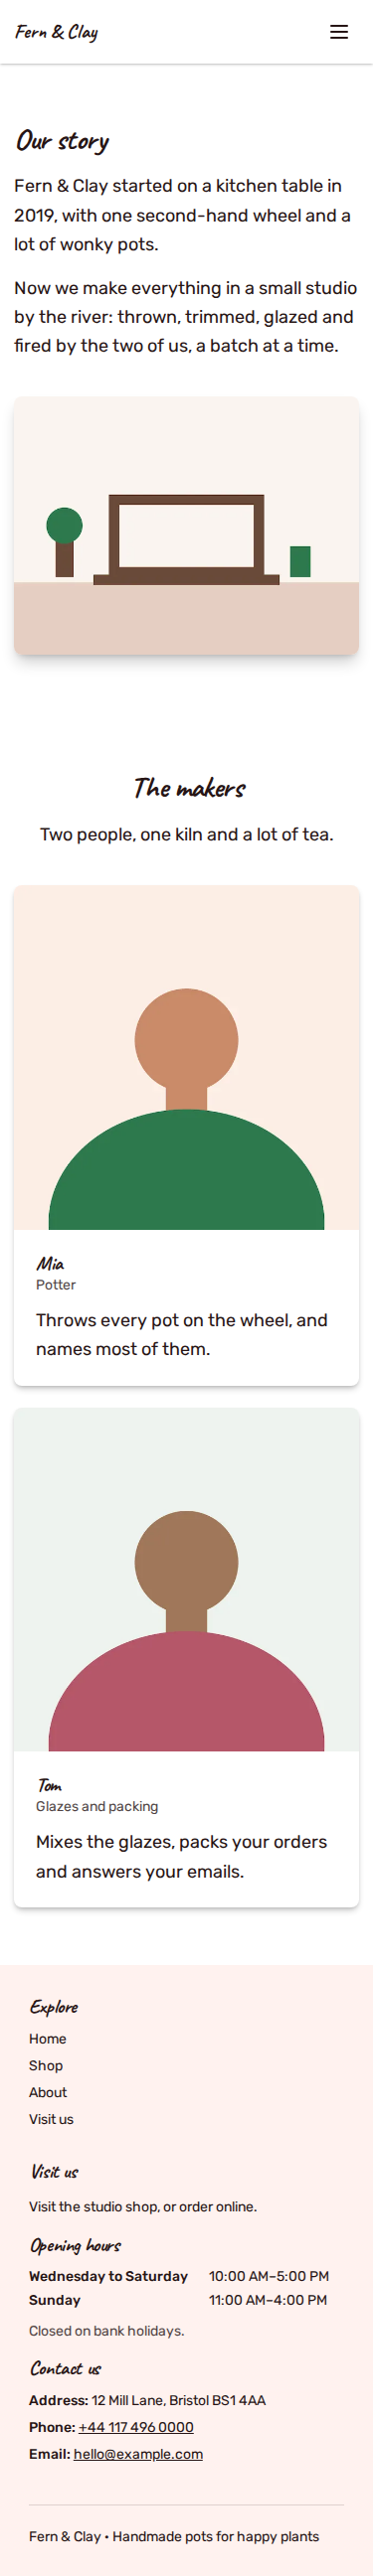 Fern & Clay
Our story
Fern & Clay started on a kitchen table in
2019, with one second-hand wheel and a
lot of wonky pots.
Now we make everything in a small studio
by the river: thrown, trimmed, glazed and
fired by the two of us, a batch at a time.
The makers
Two people, one kiln and a lot of tea.
Mia
Potter
Throws every pot on the wheel, and
names most of them.
Tom
Glazes and packing
Mixes the glazes, packs your orders
and answers your emails.
Explore
Home
Shop
About
Visit us
Visit us
Visit the studio shop, or order online.
Opening hours
Wednesday to Saturday 10:00 AM–5:00 PM
Sunday 11:00 AM–4:00 PM
Closed on bank holidays.
Contact us
Address: 12 Mill Lane, Bristol BS1 4AA
Phone: +44 117 496 0000
Email: hello@example.com
Fern & Clay • Handmade pots for happy plants